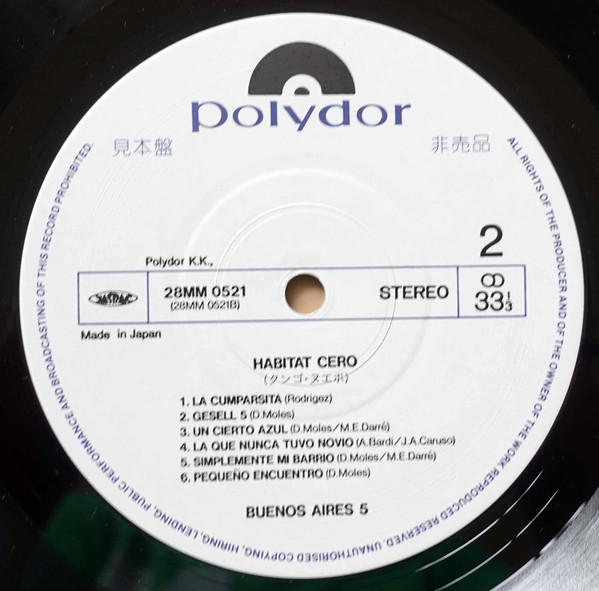 polydor
見本盤
非売品
2
Polydor K.K.,
JASRAC
28MM 0521
(28MM 0521B)
STEREO
33⅓
Made in Japan
HABITAT CERO
(タンゴ・ヌエボ)
1. LA CUMPARSITA (Rodrigez)
2. GESELL 5 (D.Moles)
3. UN CIERTO AZUL (D.Moles/M.E.Darré)
4. LA QUE NUNCA TUVO NOVIO (A.Bardi/J.A.Caruso)
5. SIMPLEMENTE MI BARRIO (D.Moles/M.E.Darré)
6. PEQUEÑO ENCUENTRO (D.Moles)
BUENOS AIRES 5
ALL RIGHTS OF THE PRODUCER AND OF THE OWNER OF THE WORK REPRODUCED RESERVED. UNAUTHORISED COPYING, HIRING, LENDING, PUBLIC PERFORMANCE AND BROADCASTING OF THIS RECORD PROHIBITED.